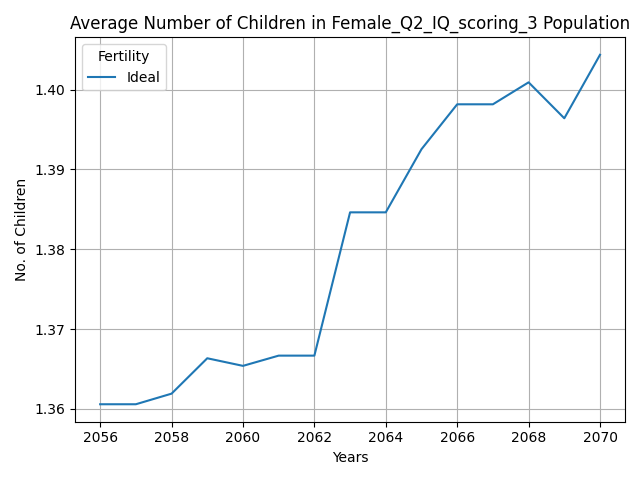 Average Number of Children in Female_Q2_IQ_scoring_3 Population
Fertility
Ideal
1.40
1.39
1.38
1.37
1.36
No. of Children
2056 2058 2060 2062 2064 2066 2068 2070
Years